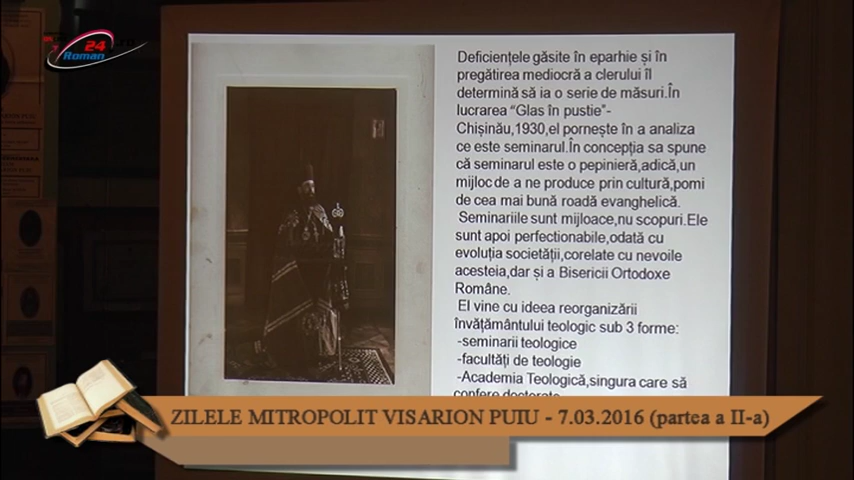 24
Roman
Deficiențele găsite în eparhie și în
pregătirea mediocră a clerului îl
determină să ia o serie de măsuri.În
lucrarea “Glas în pustie”-
Chișinău,1930,el pornește în a analiza
ce este seminarul.În concepția sa spune
că seminarul este o pepinieră,adică,un
mijloc de a ne produce prin cultură,pomi
de cea mai bună roadă evanghelică.
Seminariile sunt mijloace,nu scopuri.Ele
sunt apoi perfectionabile,odată cu
evoluția societății,corelate cu nevoile
acesteia,dar și a Bisericii Ortodoxe
Române.
El vine cu ideea reorganizării
învățământului teologic sub 3 forme:
-seminarii teologice
-facultăți de teologie
-Academia Teologică,singura care să
confere doctorate
ZILELE MITROPOLIT VISARION PUIU - 7.03.2016 (partea a II-a)